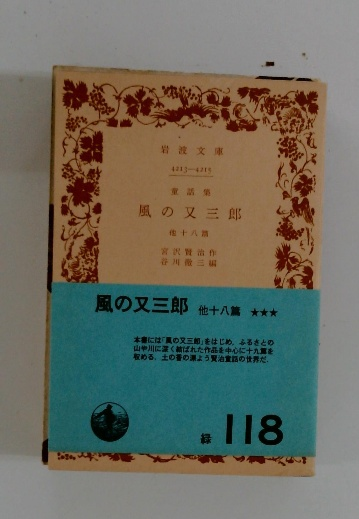 岩波文庫
4213—4215
童話集
風の又三郎
他十八篇
宮沢賢治作
谷川徹三編
風の又三郎 他十八篇 ★★★
本書には「風の又三郎」をはじめ、ふるさとの
山や川に深く結ばれた作品を中心に十九篇を
収める。土の香の漂よう賢治童話の世界だ.
緑 118